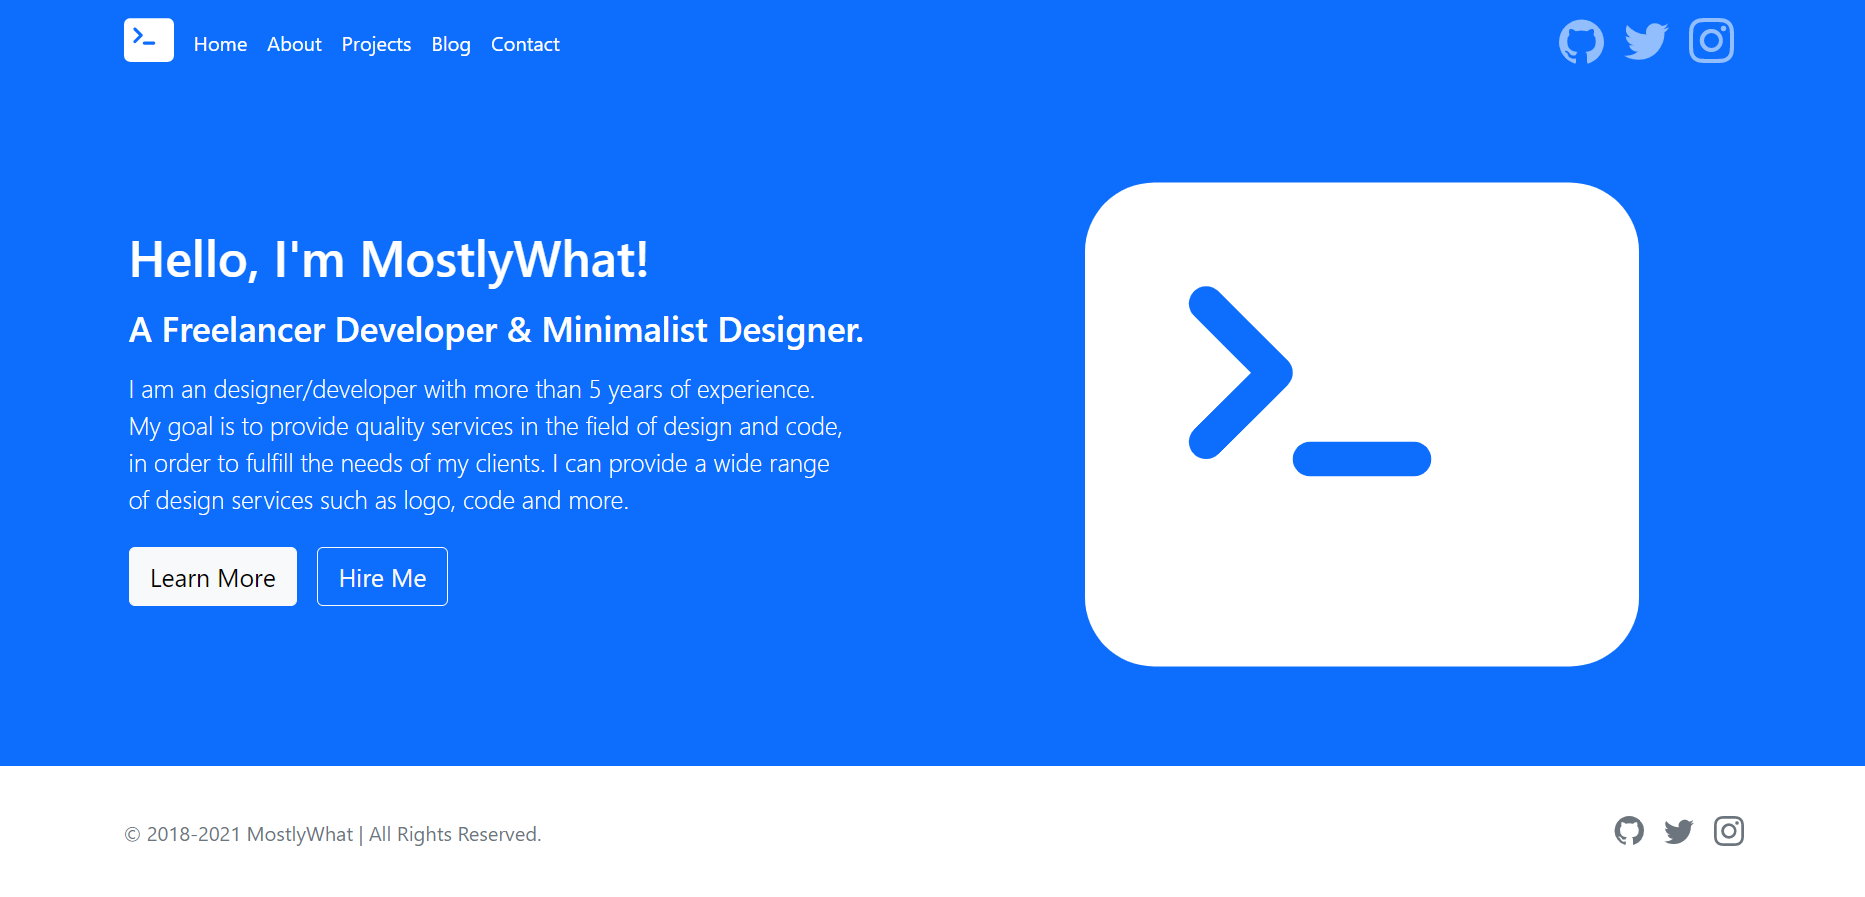 Home About Projects Blog Contact
Hello, I'm MostlyWhat!
A Freelancer Developer & Minimalist Designer.
I am an designer/developer with more than 5 years of experience.
My goal is to provide quality services in the field of design and code,
in order to fulfill the needs of my clients. I can provide a wide range
of design services such as logo, code and more.
Learn More Hire Me
© 2018-2021 MostlyWhat | All Rights Reserved.